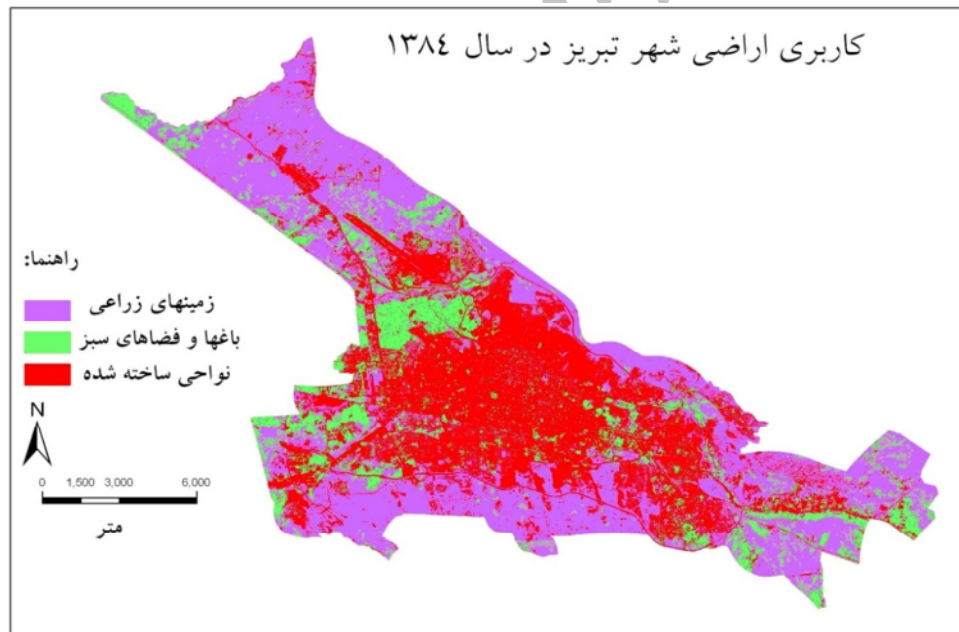 کاربری اراضی شهر تبریز در سال ١٣٨٤
راهنما:
زمینهای زراعی
باغها و فضاهای سبز
نواحی ساخته شده
N
0 1,500 3,000 6,000
متر